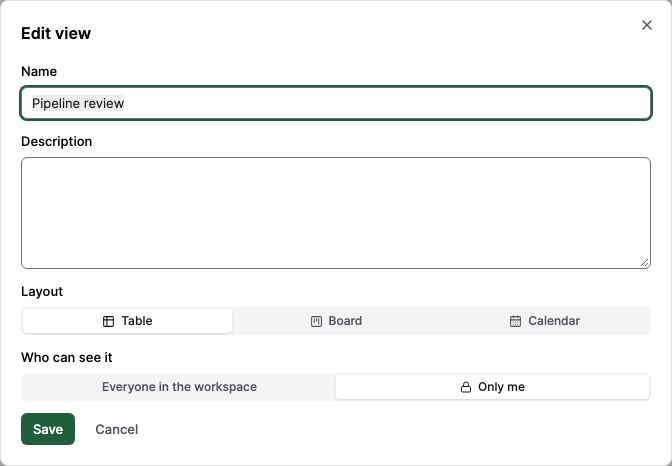 Edit view
Name
Pipeline review
Description
Layout
Table Board Calendar
Who can see it
Everyone in the workspace Only me
Save Cancel